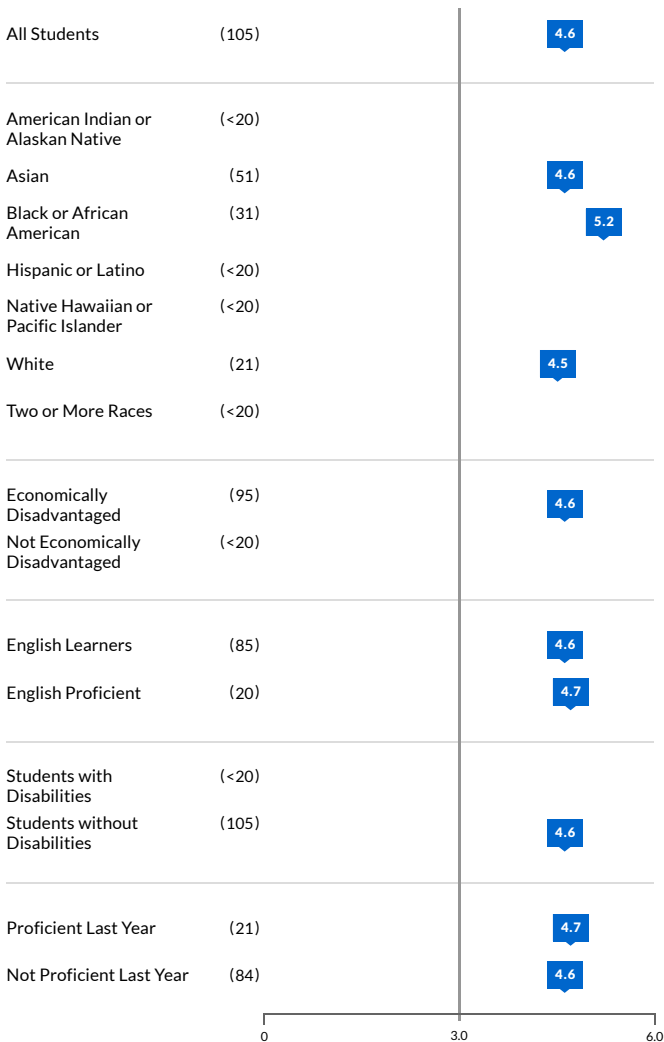 All Students (105) 4.6
American Indian or (<20)
Alaskan Native
Asian (51) 4.6
Black or African (31) 5.2
American
Hispanic or Latino (<20)
Native Hawaiian or (<20)
Pacific Islander
White (21) 4.5
Two or More Races (<20)
Economically (95) 4.6
Disadvantaged
Not Economically (<20)
Disadvantaged
English Learners (85) 4.6
English Proficient (20) 4.7
Students with (<20)
Disabilities
Students without (105) 4.6
Disabilities
Proficient Last Year (21) 4.7
Not Proficient Last Year (84) 4.6
0 3.0 6.0